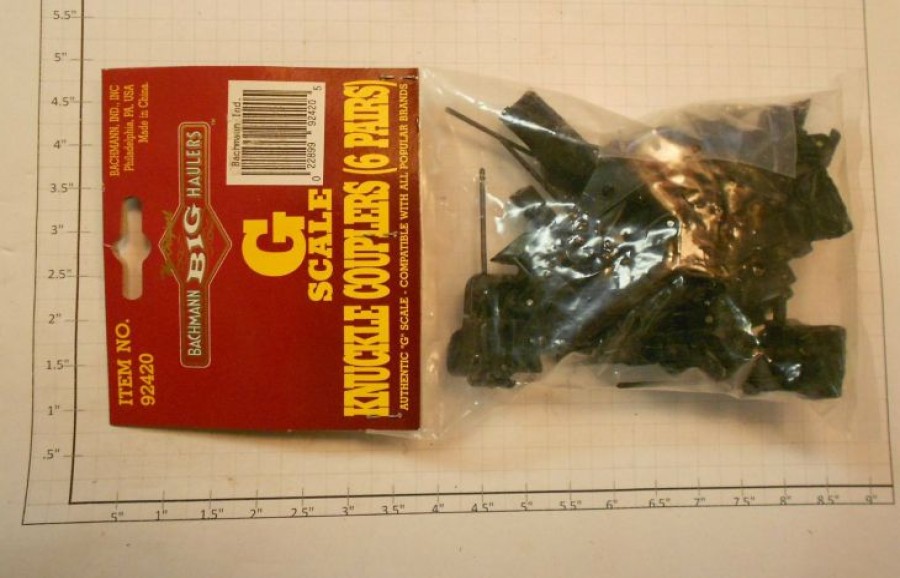 BACHMANN, IND., INC
Philadelphia, PA, USA
Made in China
BACHMANN BIG HAULERS
™
Bachmann Ind.
0 22899 92420 5
ITEM NO.
92420
G
SCALE
KNUCKLE COUPLERS (6 PAIRS)
AUTHENTIC "G" SCALE - COMPATIBLE WITH ALL POPULAR BRANDS
5.5"
5"
4.5"
4"
3.5"
3"
2.5"
2"
1.5"
1"
.5"
.5" 1" 1.5" 2" 2.5" 3" 3.5" 4" 4.5" 5" 5.5" 6" 6.5" 7" 7.5" 8" 8.5" 9"